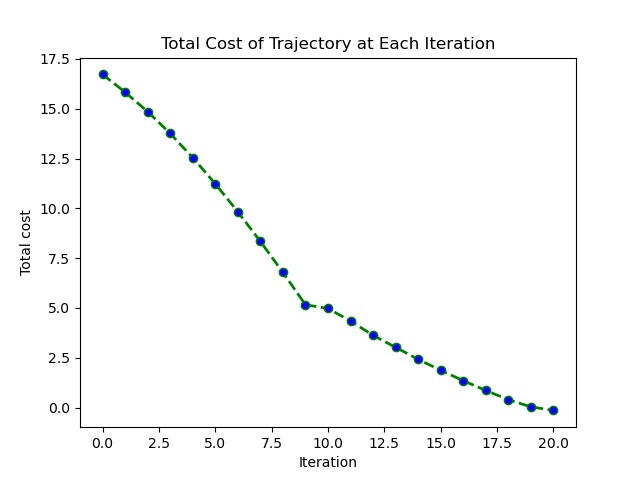 Total Cost of Trajectory at Each Iteration
17.5
15.0
12.5
10.0
7.5
5.0
2.5
0.0
Total cost
0.0 2.5 5.0 7.5 10.0 12.5 15.0 17.5 20.0
Iteration